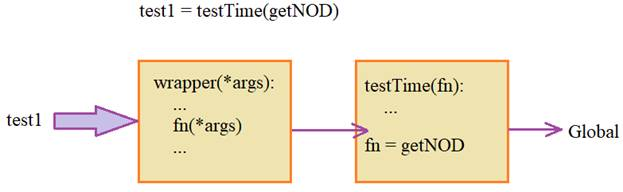 test1 = testTime(getNOD)
test1
wrapper(*args):
...
fn(*args)
...
testTime(fn):
...
fn = getNOD
Global